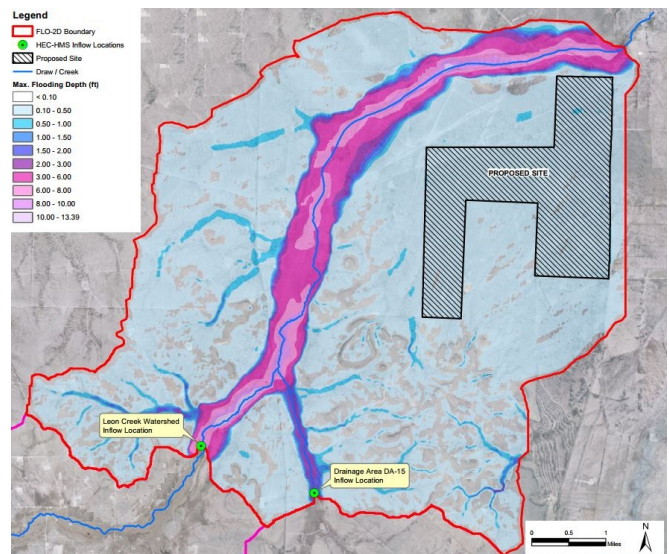 Legend
FLO-2D Boundary
HEC-HMS Inflow Locations
Proposed Site
Draw / Creek
Max. Flooding Depth (ft)
< 0.10
0.10 - 0.50
0.50 - 1.00
1.00 - 1.50
1.50 - 2.00
2.00 - 3.00
3.00 - 6.00
6.00 - 8.00
8.00 - 10.00
10.00 - 13.39
PROPOSED SITE
Leon Creek Watershed
Inflow Location
Drainage Area DA-15
Inflow Location
0 0.5 1
Miles
N